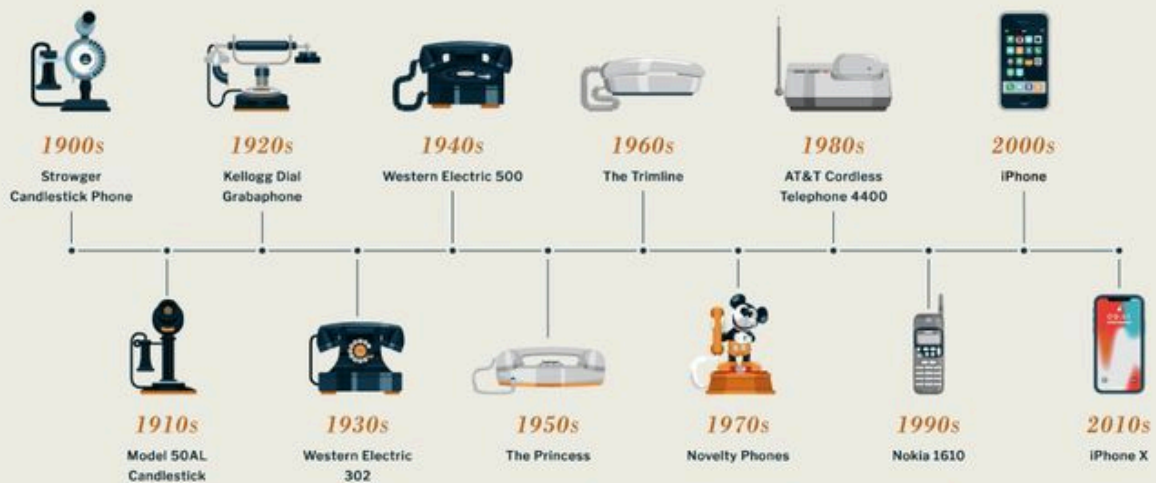 1900s
Strowger
Candlestick Phone
1920s
Kellogg Dial
Grabaphone
1940s
Western Electric 500
1960s
The Trimline
1980s
AT&T Cordless
Telephone 4400
2000s
iPhone
1910s
Model 50AL
Candlestick
1930s
Western Electric
302
1950s
The Princess
1970s
Novelty Phones
1990s
Nokia 1610
2010s
iPhone X